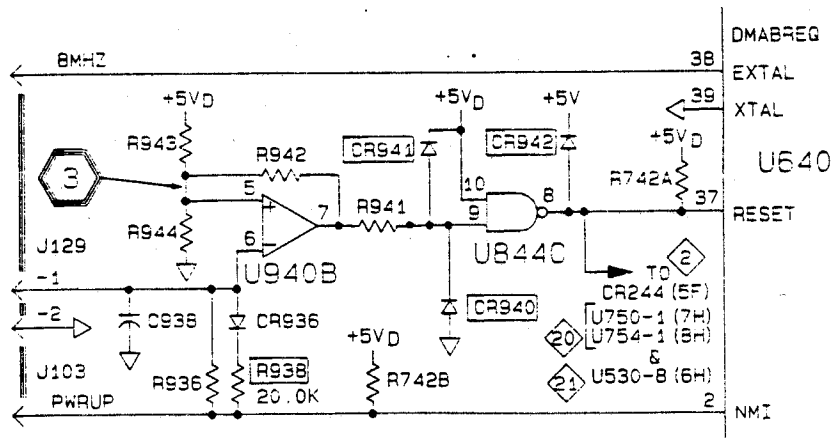 DMABREQ
8MHZ
38
EXTAL
39
XTAL
+5VD
+5VD
+5V
+5VD
R943
CR941
CR942
U640
3
R942
R742A
10
8
5
7
R941
9
37
RESET
R944
6
U844C
J129
U940B
TO 2
-1
CR244 (5F)
-2
C938
CR936
CR940
U750-1 (7H)
20
U754-1 (8H)
+5VD
&
J103
R936
R938
R742B
21
U530-8 (6H)
20.0K
PWRUP
2
NMI